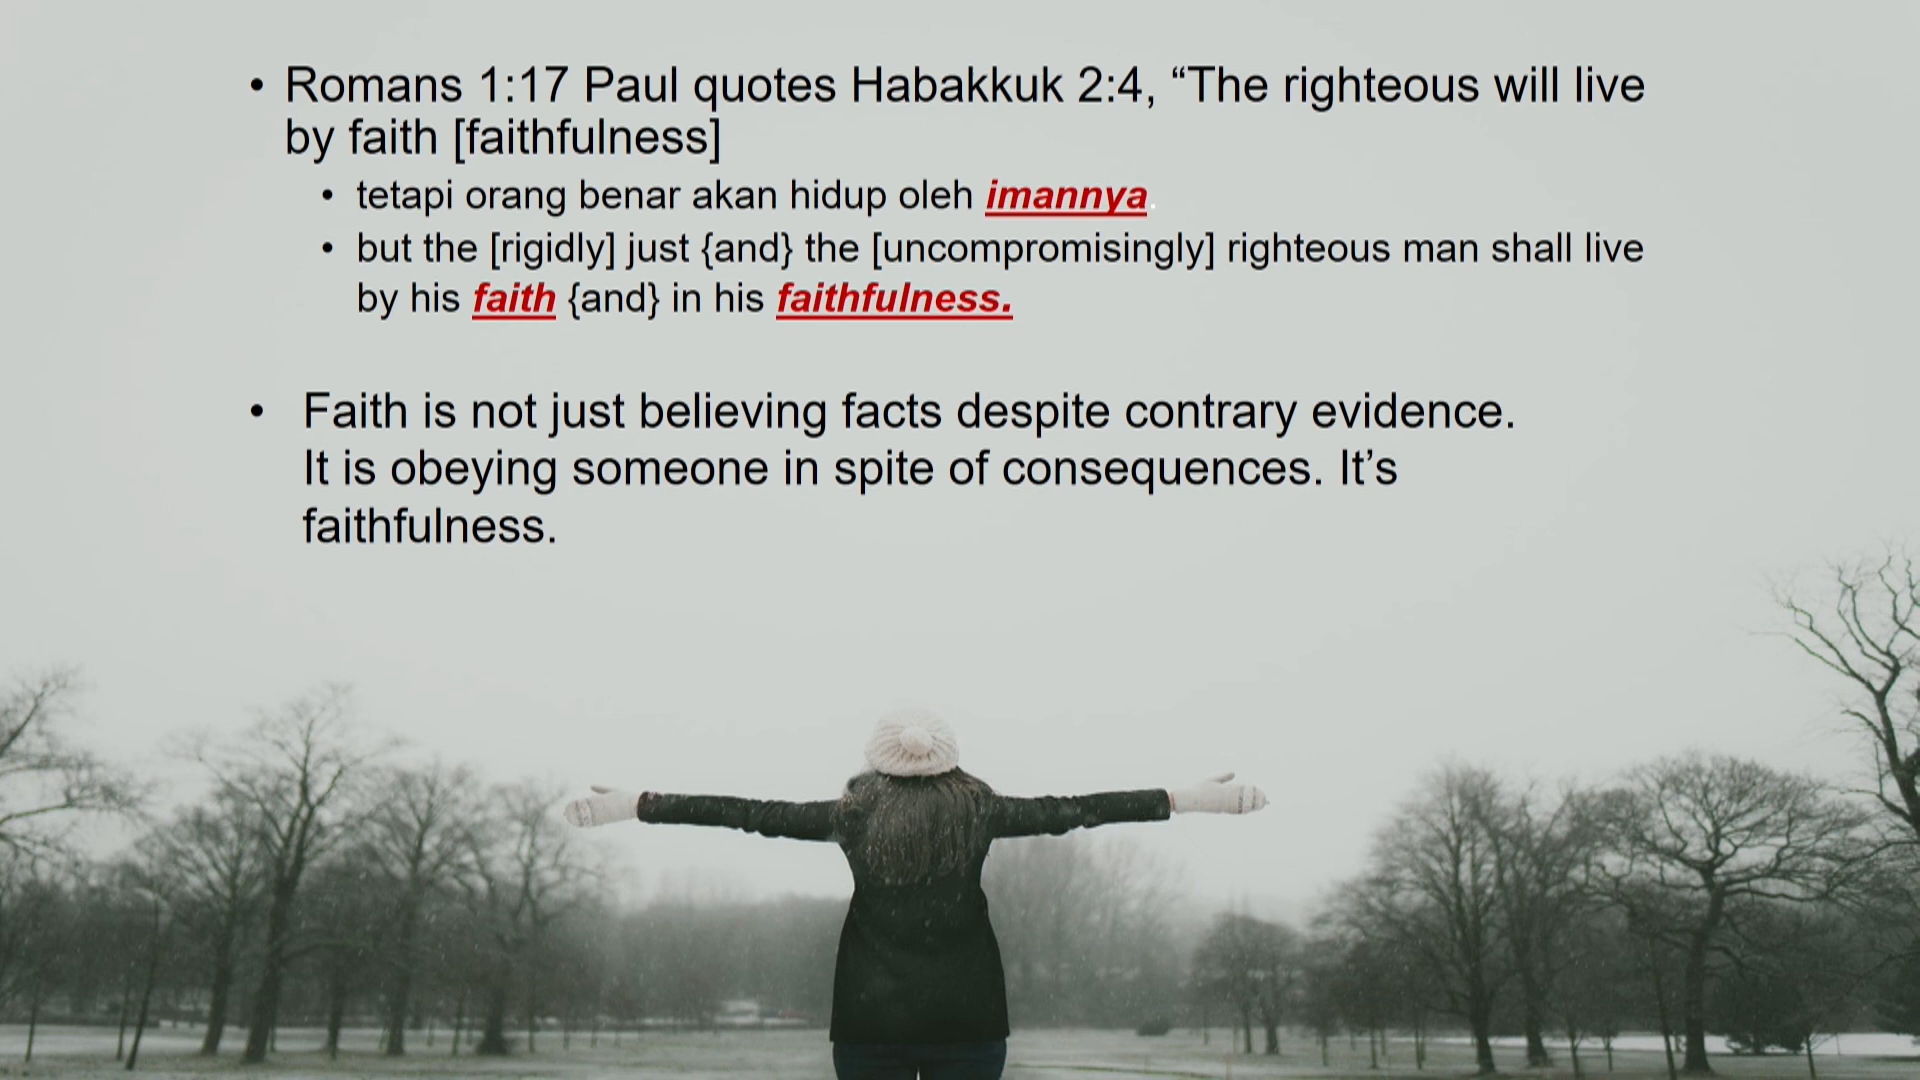 • Romans 1:17 Paul quotes Habakkuk 2:4, “The righteous will live
by faith [faithfulness]
• tetapi orang benar akan hidup oleh imannya.
• but the [rigidly] just {and} the [uncompromisingly] righteous man shall live
by his faith {and} in his faithfulness.
• Faith is not just believing facts despite contrary evidence.
It is obeying someone in spite of consequences. It’s
faithfulness.